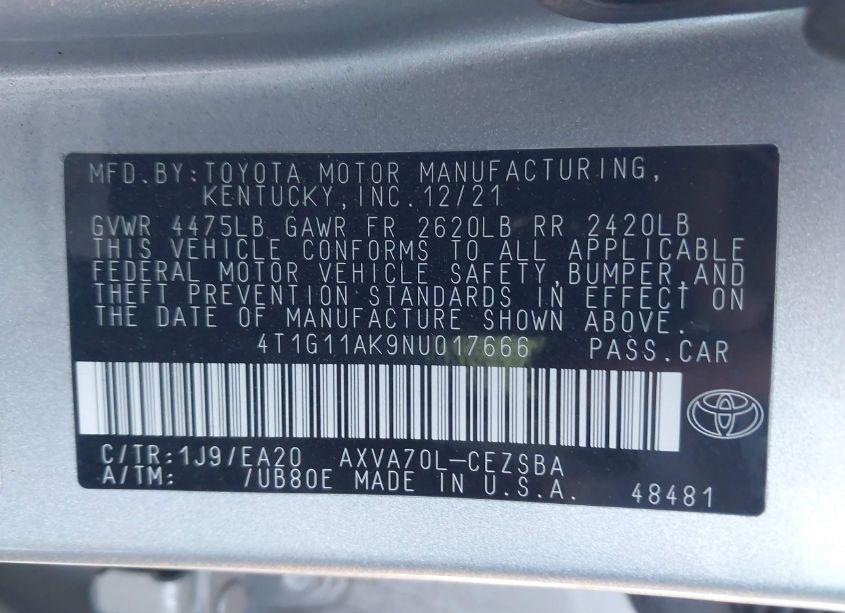 MFD.BY:TOYOTA MOTOR MANUFACTURING,
KENTUCKY,INC.12/21
GVWR 4475LB GAWR FR 2620LB RR 2420LB
THIS VEHICLE CONFORMS TO ALL APPLICABLE
FEDERAL MOTOR VEHICLE SAFETY,BUMPER,AND
THEFT PREVENTION STANDARDS IN EFFECT ON
THE DATE OF MANUFACTURE SHOWN ABOVE.
4T1G11AK9NU017666 PASS.CAR
C/TR:1J9/EA20 AXVA70L-CEZSBA
A/TM: /UB80E MADE IN U.S.A. 48481